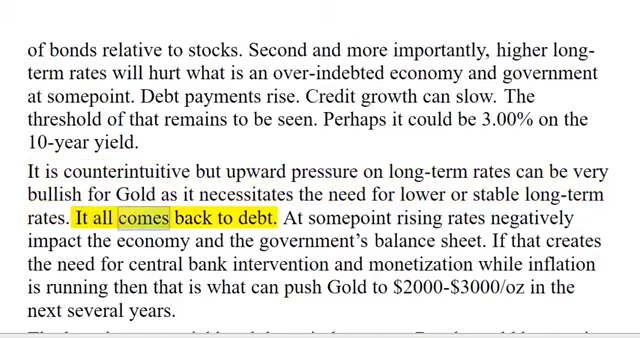 of bonds relative to stocks. Second and more importantly, higher long-
term rates will hurt what is an over-indebted economy and government
at somepoint. Debt payments rise. Credit growth can slow. The
threshold of that remains to be seen. Perhaps it could be 3.00% on the
10-year yield.
It is counterintuitive but upward pressure on long-term rates can be very
bullish for Gold as it necessitates the need for lower or stable long-term
rates. It all comes back to debt. At somepoint rising rates negatively
impact the economy and the government's balance sheet. If that creates
the need for central bank intervention and monetization while inflation
is running then that is what can push Gold to $2000-$3000/oz in the
next several years.